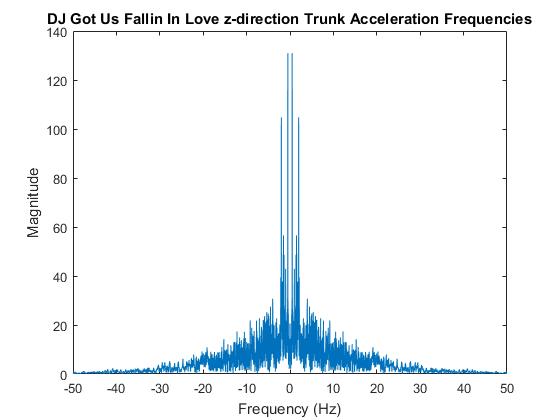 DJ Got Us Fallin In Love z-direction Trunk Acceleration Frequencies
140
120
100
80
60
40
20
0
-50 -40 -30 -20 -10 0 10 20 30 40 50
Magnitude
Frequency (Hz)